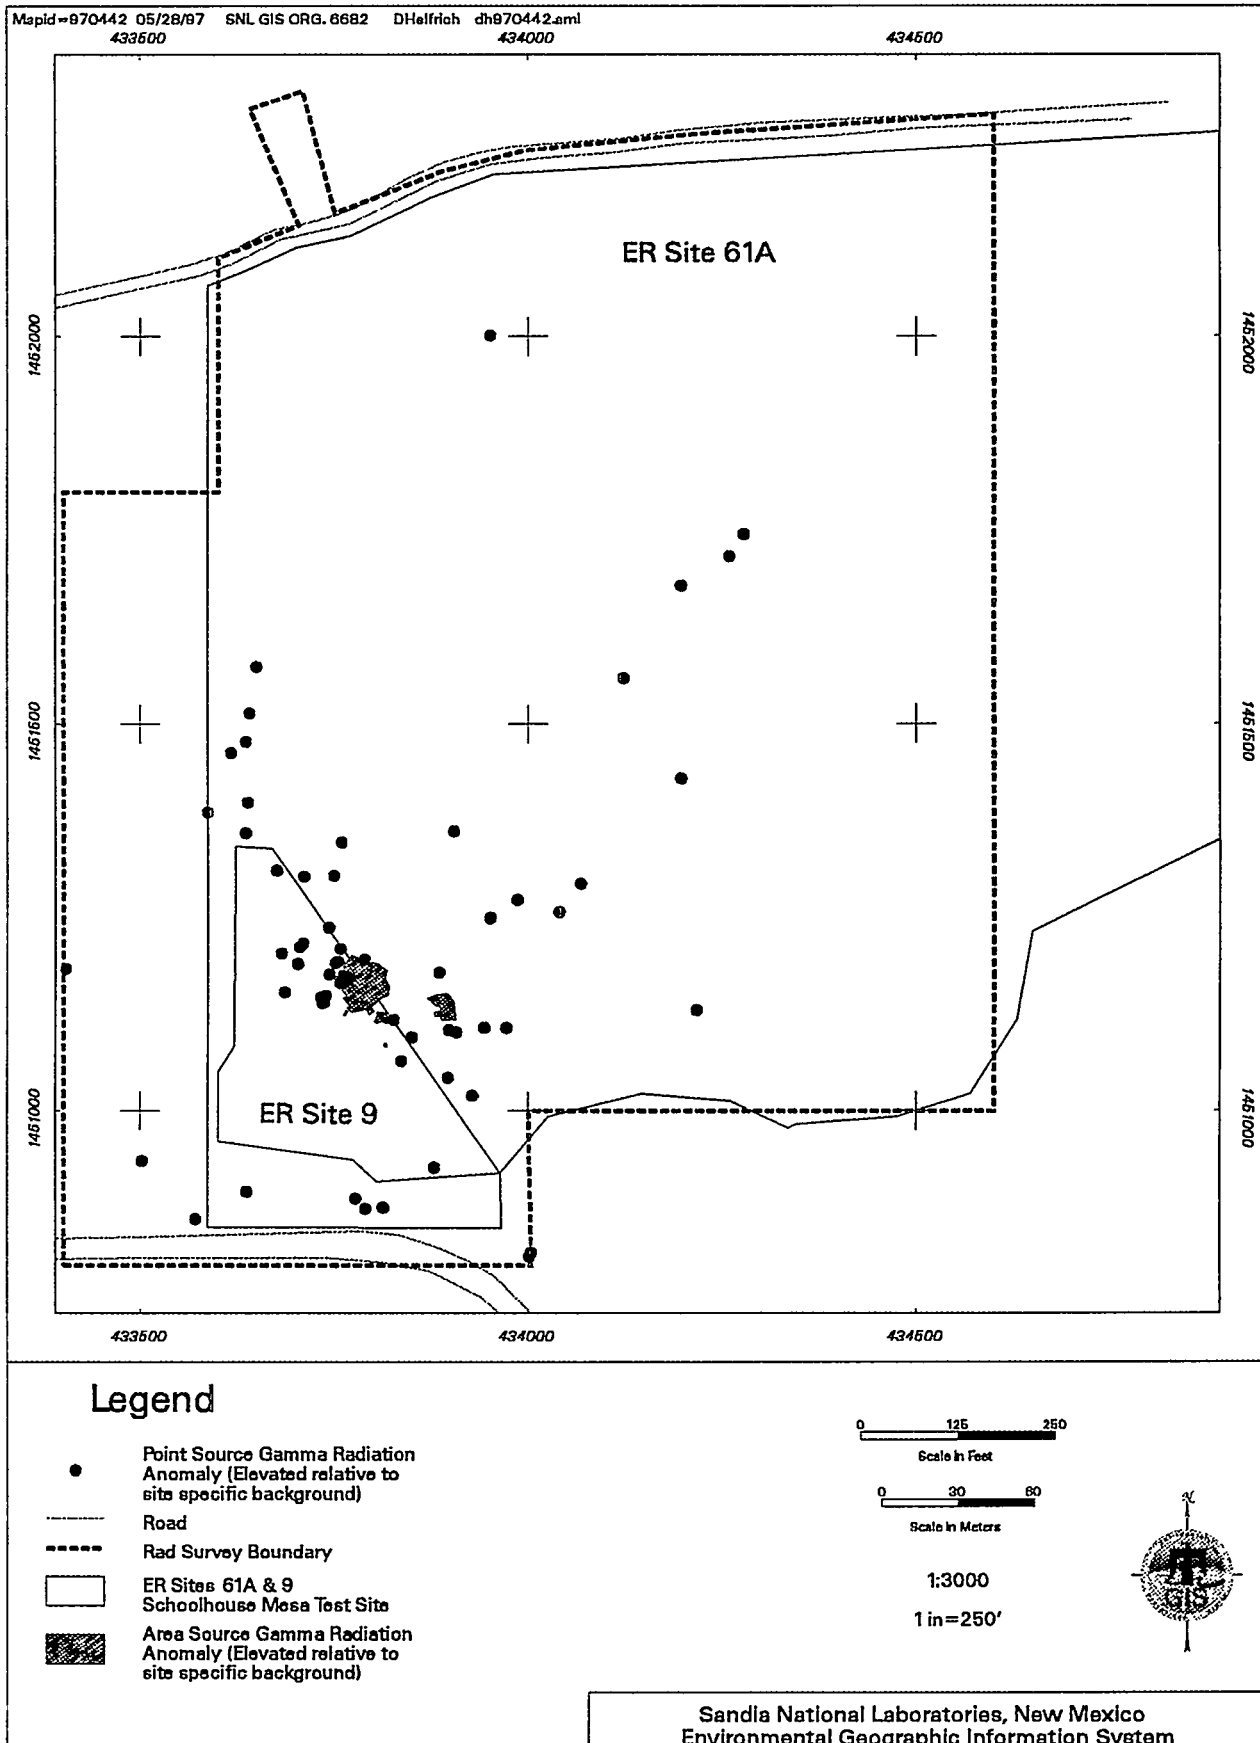 Mapid=970442 05/28/97 SNL GIS ORG. 6682 DHelfrich dh970442.aml
433500 434000 434500
ER Site 61A
1452000 1452000
1451500 1451500
ER Site 9
1451000 1451000
433500 434000 434500
Legend
Point Source Gamma Radiation
Anomaly (Elevated relative to
site specific background)
Road
Rad Survey Boundary
ER Sites 61A & 9
Schoolhouse Mesa Test Site
Area Source Gamma Radiation
Anomaly (Elevated relative to
site specific background)
0 125 250
Scale in Feet
0 30 60
Scale in Meters
1:3000
1 in=250'
N
GIS
Sandia National Laboratories, New Mexico
Environmental Geographic Information System